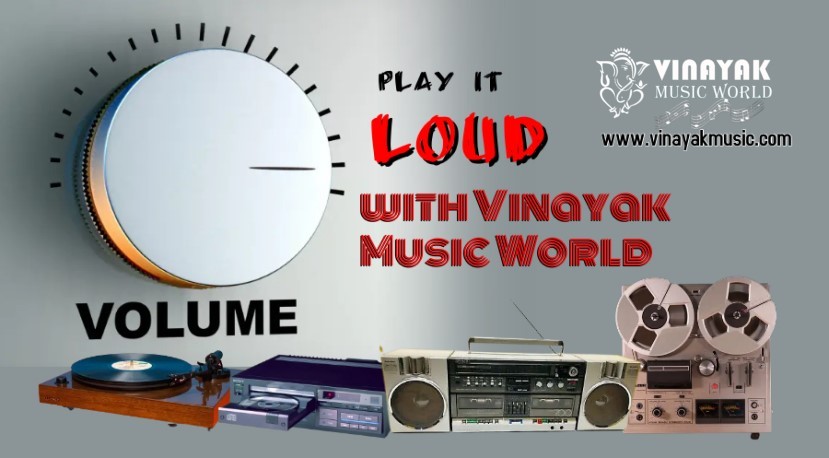 PLAY IT
LOUD
WITH VINAYAK
MUSIC WORLD
VINAYAK
MUSIC WORLD
www.vinayakmusic.com
VOLUME